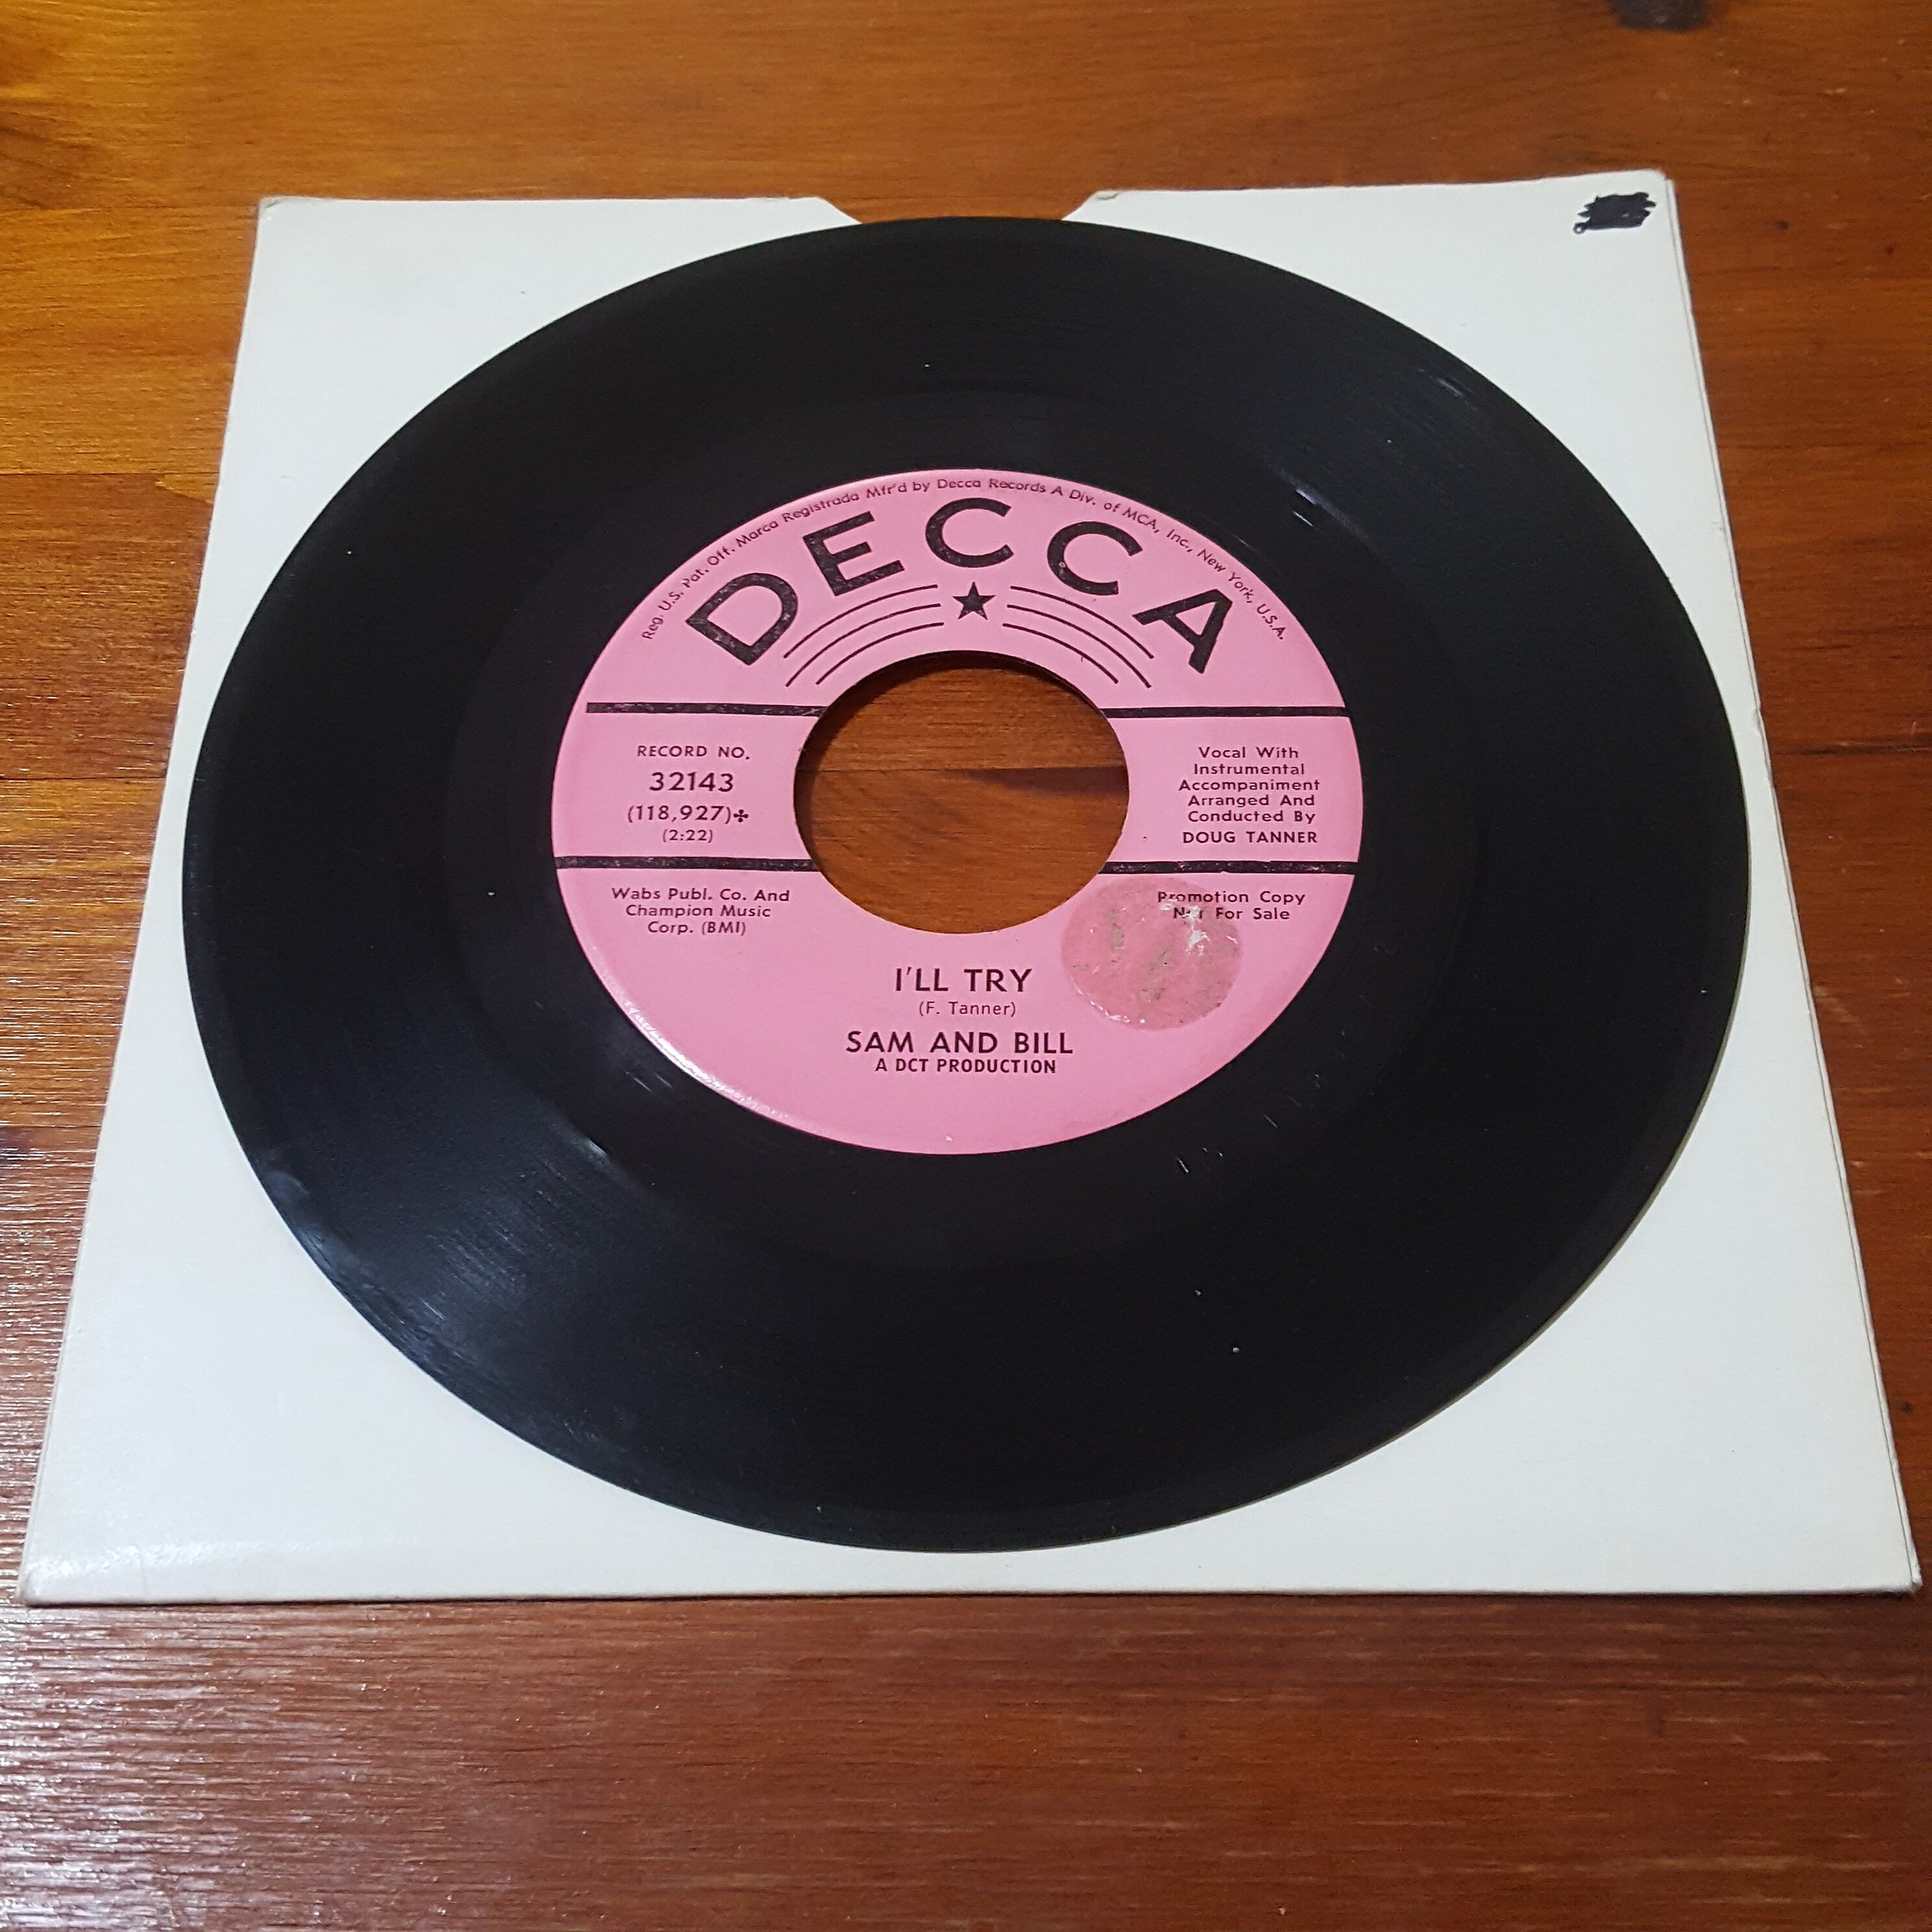 Reg. U.S. Pat. Off. Marca Registrada Mfr'd by Decca Records A Div. of MCA, Inc., New York, U.S.A.
DECCA
RECORD NO.
32143
(118,927)✤
(2:22)
Vocal With
Instrumental
Accompaniment
Arranged And
Conducted By
DOUG TANNER
Wabs Publ. Co. And
Champion Music
Corp. (BMI)
Promotion Copy
Not For Sale
I'LL TRY
(F. Tanner)
SAM AND BILL
A DCT PRODUCTION